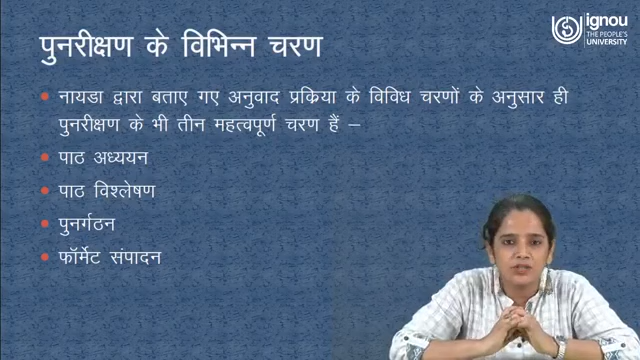 पुनरीक्षण के विभिन्न चरण
ignou
THE PEOPLE'S
UNIVERSITY
नायडा द्वारा बताए गए अनुवाद प्रक्रिया के विविध चरणों के अनुसार ही
पुनरीक्षण के भी तीन महत्वपूर्ण चरण हैं –
पाठ अध्ययन
पाठ विश्लेषण
पुनर्गठन
फॉर्मेट संपादन